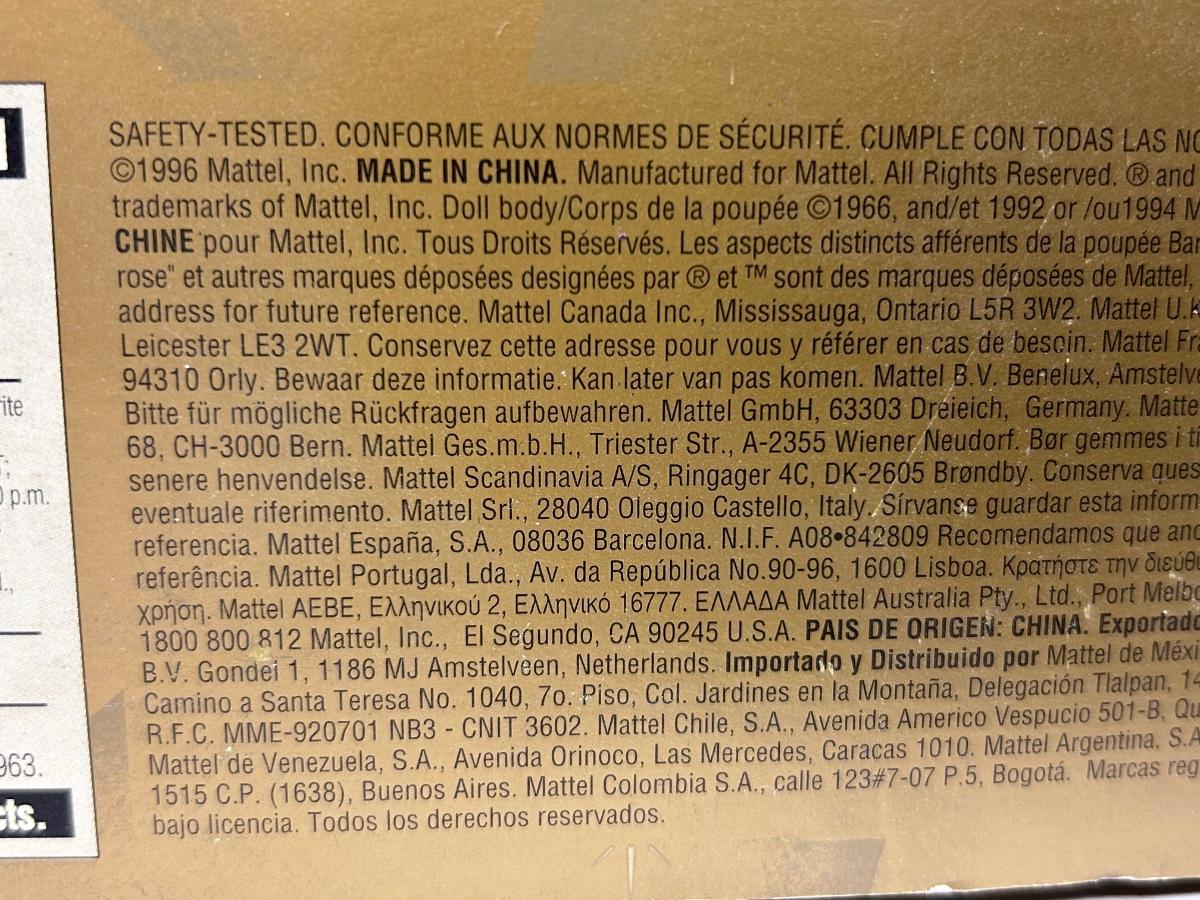 SAFETY-TESTED. CONFORME AUX NORMES DE SÉCURITÉ. CUMPLE CON TODAS LAS
©1996 Mattel, Inc. MADE IN CHINA. Manufactured for Mattel. All Rights Reserved. ® and
trademarks of Mattel, Inc. Doll body/Corps de la poupée ©1966, and/et 1992 or /ou1994
CHINE pour Mattel, Inc. Tous Droits Réservés. Les aspects distincts afférents de la poupée
rose" et autres marques déposées designées par ® et ™ sont des marques déposées de Mattel,
address for future reference. Mattel Canada Inc., Mississauga, Ontario L5R 3W2. Mattel U.K
Leicester LE3 2WT. Conservez cette adresse pour vous y référer en cas de besoin. Mattel
94310 Orly. Bewaar deze informatie. Kan later van pas komen. Mattel B.V. Benelux,
Bitte für mögliche Rückfragen aufbewahren. Mattel GmbH, 63303 Dreieich, Germany.
68, CH-3000 Bern. Mattel Ges.m.b.H., Triester Str., A-2355 Wiener Neudorf. Bør gemmes i
senere henvendelse. Mattel Scandinavia A/S, Ringager 4C, DK-2605 Brøndby. Conserva
eventuale riferimento. Mattel Srl., 28040 Oleggio Castello, Italy. Sírvanse guardar esta
referencia. Mattel España, S.A., 08036 Barcelona. N.I.F. A08•842809 Recomendamos que
referência. Mattel Portugal, Lda., Av. da República No.90-96, 1600 Lisboa. Κρατήστε την
χρήση. Mattel AEBE, Ελληνικού 2, Ελληνικό 16777. ΕΛΛΑΔΑ Mattel Australia Pty., Ltd., Port
1800 800 812 Mattel, Inc., El Segundo, CA 90245 U.S.A. PAIS DE ORIGEN: CHINA. Exportado
B.V. Gondel 1, 1186 MJ Amstelveen, Netherlands. Importado y Distribuido por Mattel de
Camino a Santa Teresa No. 1040, 7o. Piso, Col. Jardines en la Montaña, Delegación Tlalpan,
R.F.C. MME-920701 NB3 - CNIT 3602. Mattel Chile, S.A., Avenida Americo Vespucio 501-B,
Mattel de Venezuela, S.A., Avenida Orinoco, Las Mercedes, Caracas 1010. Mattel Argentina,
1515 C.P. (1638), Buenos Aires. Mattel Colombia S.A., calle 123#7-07 P.5, Bogotá. Marcas
bajo licencia. Todos los derechos reservados.
p.m.
963.
cts.